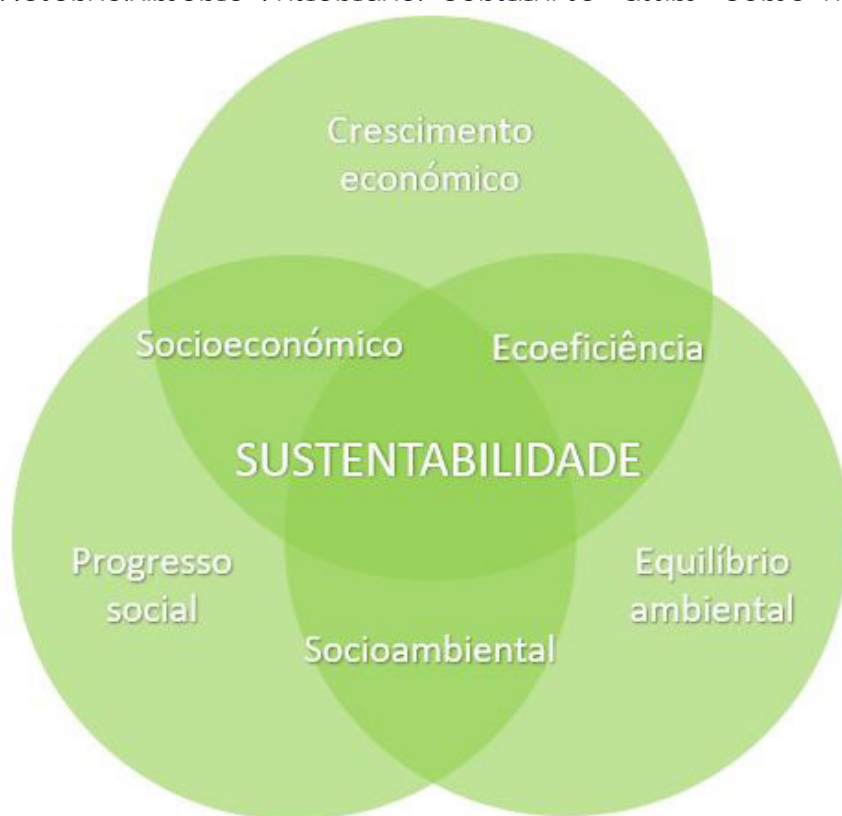 Crescimento
económico
Socioeconómico
Ecoeficiência
SUSTENTABILIDADE
Progresso
social
Equilíbrio
ambiental
Socioambiental